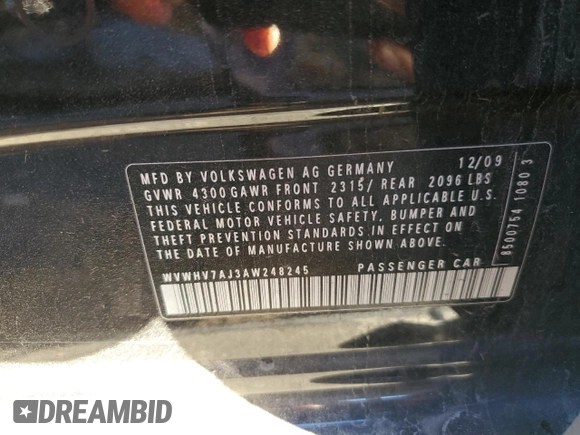 MFD BY VOLKSWAGEN AG GERMANY 12/09
GVWR 4300 GAWR FRONT 2315/ REAR 2096 LBS
THIS VEHICLE CONFORMS TO ALL APPLICABLE U.S.
FEDERAL MOTOR VEHICLE SAFETY, BUMPER AND
THEFT PREVENTION STANDARDS IN EFFECT ON
THE DATE OF MANUFACTURE SHOWN ABOVE.
WVWHV7AJ3AW248245 PASSENGER CAR
8500754 1080 3
DREAMBID